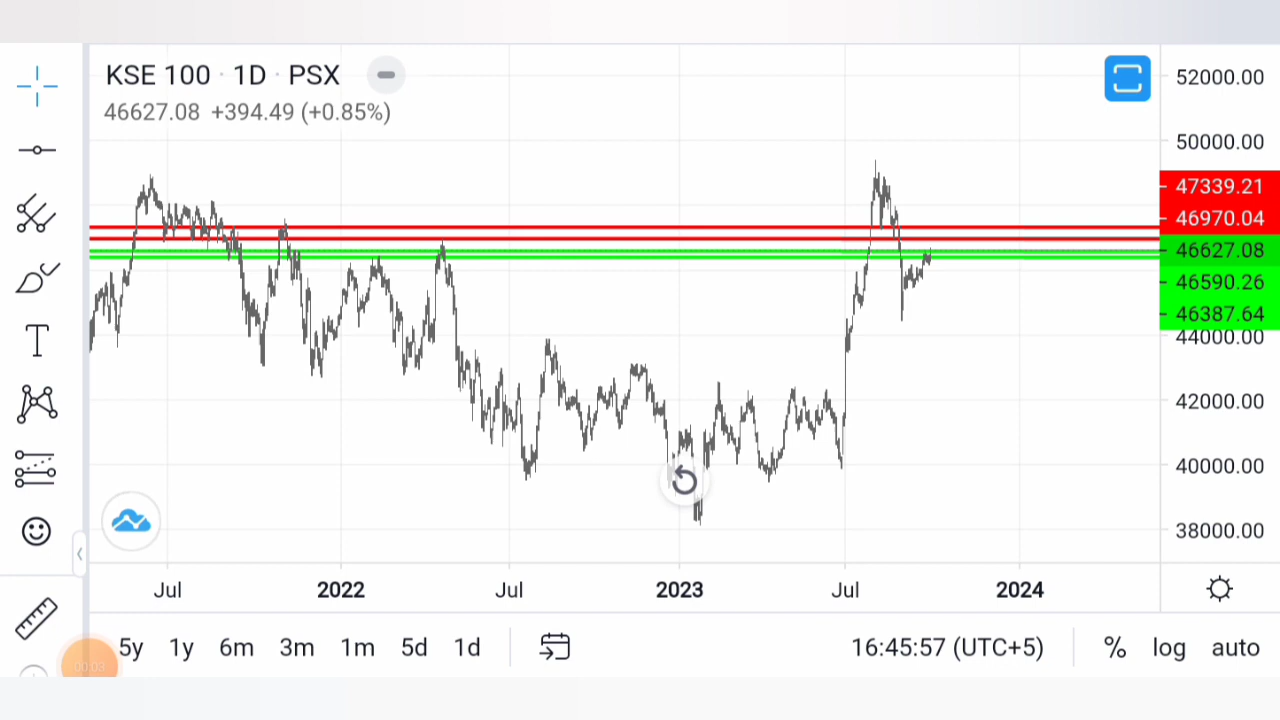 KSE 100 · 1D · PSX
46627.08 +394.49 (+0.85%)
52000.00
50000.00
47339.21
46970.04
46627.08
46590.26
46387.64
44000.00
42000.00
40000.00
38000.00
T
Jul 2022 Jul 2023 Jul 2024
5y 1y 6m 3m 1m 5d 1d 16:45:57 (UTC+5) % log auto
00:03